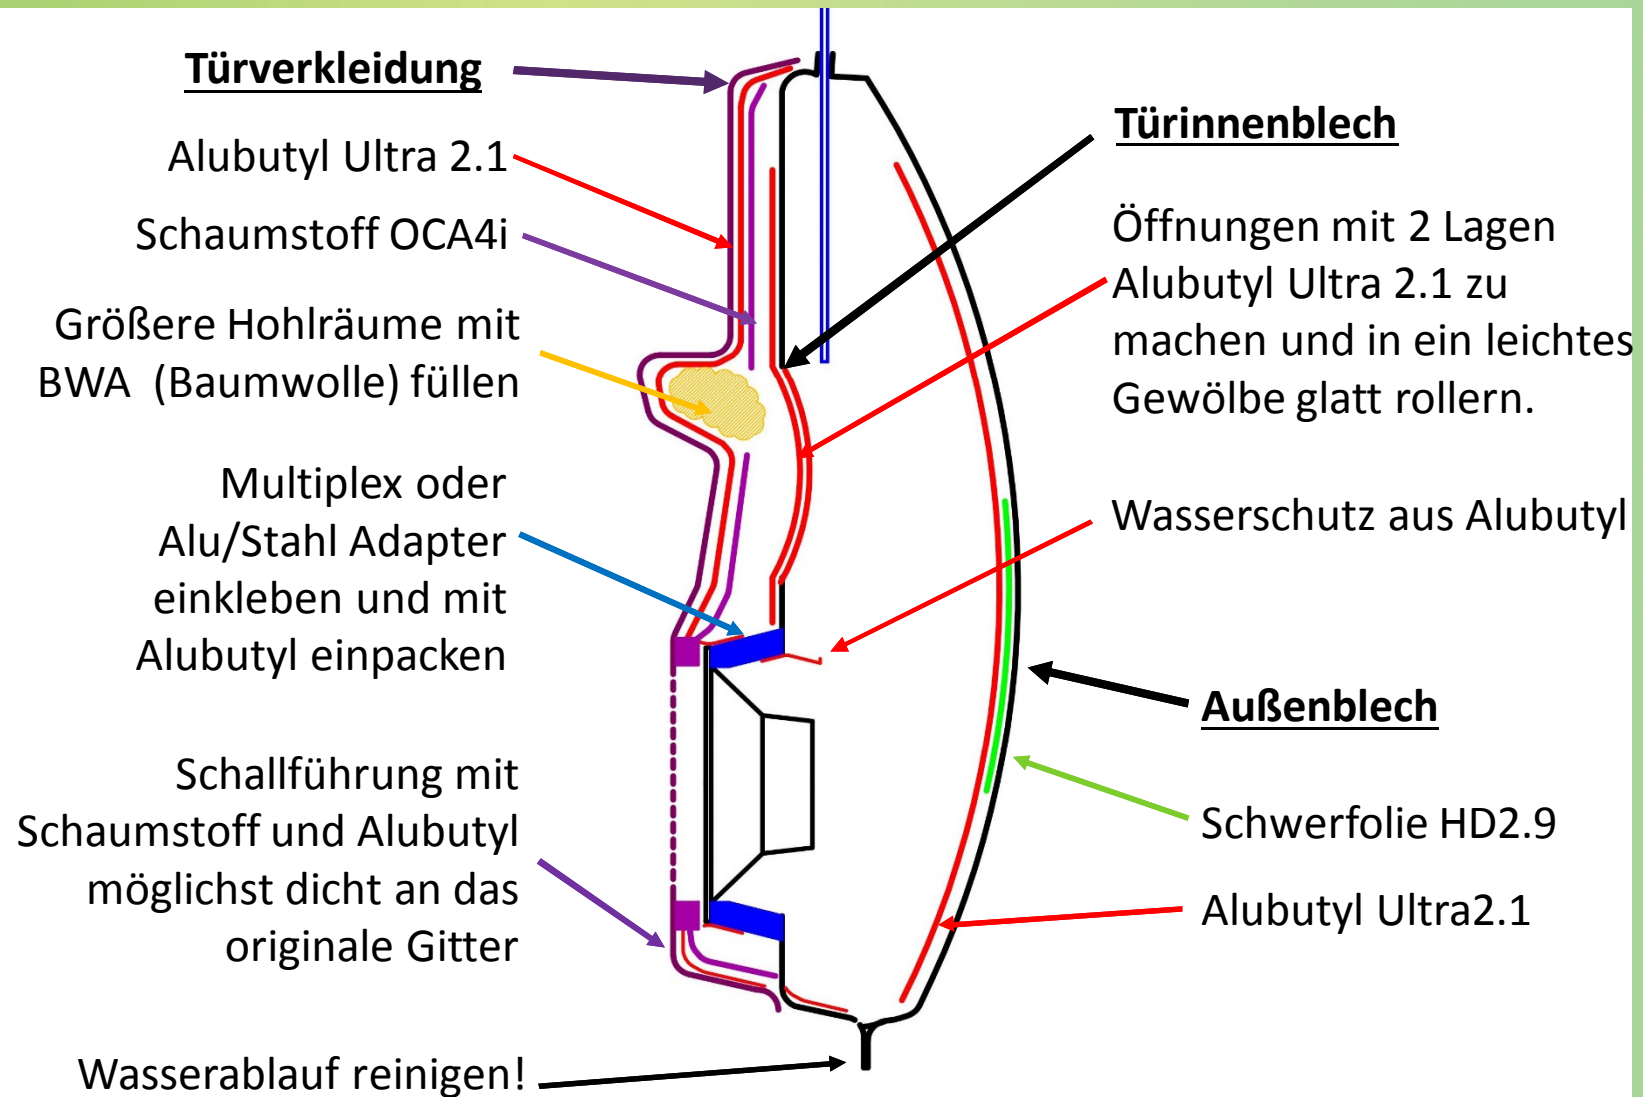 Türverkleidung
Alubutyl Ultra 2.1
Schaumstoff OCA4i
Größere Hohlräume mit
BWA (Baumwolle) füllen
Multiplex oder
Alu/Stahl Adapter
einkleben und mit
Alubutyl einpacken
Schallführung mit
Schaumstoff und Alubutyl
möglichst dicht an das
originale Gitter
Wasserablauf reinigen!
Türinnenblech
Öffnungen mit 2 Lagen
Alubutyl Ultra 2.1 zu
machen und in ein leichtes
Gewölbe glatt rollern.
Wasserschutz aus Alubutyl
Außenblech
Schwerfolie HD2.9
Alubutyl Ultra2.1